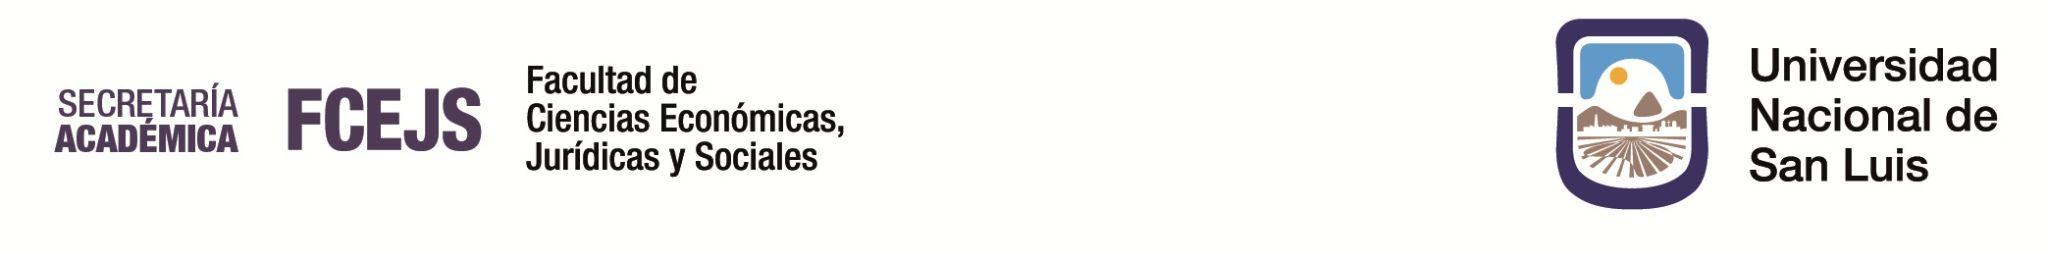 SECRETARÍA
ACADÉMICA
FCEJS
Facultad de
Ciencias Económicas,
Jurídicas y Sociales
Universidad
Nacional de
San Luis